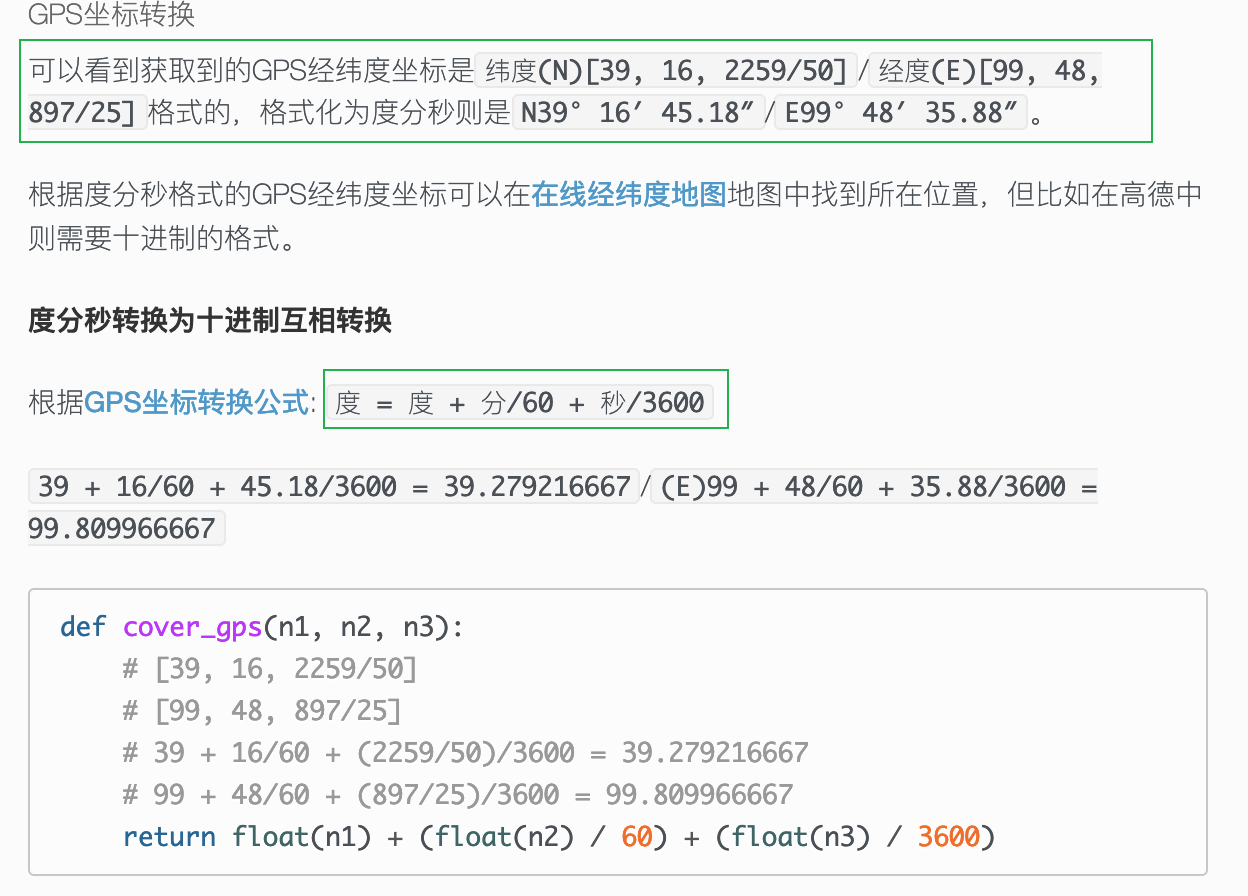 GPS坐标转换
可以看到获取到的GPS经纬度坐标是 纬度(N)[39, 16, 2259/50] / 经度(E)[99, 48,
897/25] 格式的，格式化为度分秒则是 N39° 16′ 45.18″ / E99° 48′ 35.88″ 。
根据度分秒格式的GPS经纬度坐标可以在在线经纬度地图地图中找到所在位置，但比如在高德中
则需要十进制的格式。
度分秒转换为十进制互相转换
根据GPS坐标转换公式: 度 = 度 + 分/60 + 秒/3600
39 + 16/60 + 45.18/3600 = 39.279216667 / (E)99 + 48/60 + 35.88/3600 =
99.809966667
def cover_gps(n1, n2, n3):
    # [39, 16, 2259/50]
    # [99, 48, 897/25]
    # 39 + 16/60 + (2259/50)/3600 = 39.279216667
    # 99 + 48/60 + (897/25)/3600 = 99.809966667
    return float(n1) + (float(n2) / 60) + (float(n3) / 3600)